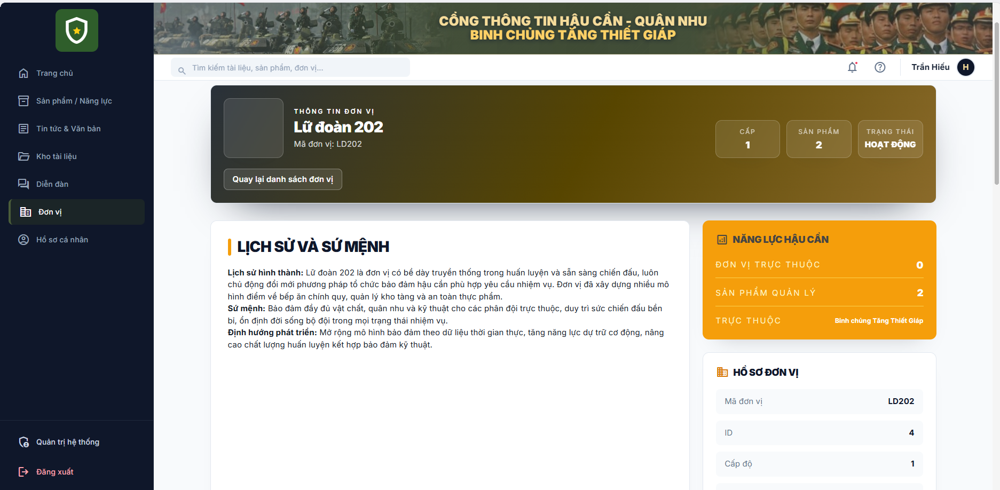 CỔNG THÔNG TIN HẬU CẦN - QUÂN NHU
BINH CHỦNG TĂNG THIẾT GIÁP
Trang chủ
Sản phẩm / Năng lực
Tin tức & Văn bản
Kho tài liệu
Diễn đàn
Đơn vị
Hồ sơ cá nhân
Quản trị hệ thống
Đăng xuất
Tìm kiếm tài liệu, sản phẩm, đơn vị...
Trần Hiếu
H
THÔNG TIN ĐƠN VỊ
Lữ đoàn 202
Mã đơn vị: LD202
Quay lại danh sách đơn vị
CẤP
1
SẢN PHẨM
2
TRẠNG THÁI
HOẠT ĐỘNG
LỊCH SỬ VÀ SỨ MỆNH
Lịch sử hình thành: Lữ đoàn 202 là đơn vị có bề dày truyền thống trong huấn luyện và sẵn sàng chiến đấu, luôn
chủ động đổi mới phương pháp tổ chức bảo đảm hậu cần phù hợp yêu cầu nhiệm vụ. Đơn vị đã xây dựng nhiều mô
hình điểm về bếp ăn chính quy, quản lý kho tàng và an toàn thực phẩm.
Sứ mệnh: Bảo đảm đầy đủ vật chất, quân nhu và kỹ thuật cho các phân đội trực thuộc, duy trì sức chiến đấu bền
bỉ, ổn định đời sống bộ đội trong mọi trạng thái nhiệm vụ.
Định hướng phát triển: Mở rộng mô hình bảo đảm theo dữ liệu thời gian thực, tăng năng lực dự trữ cơ động, nâng
cao chất lượng huấn luyện kết hợp bảo đảm kỹ thuật.
NĂNG LỰC HẬU CẦN
ĐƠN VỊ TRỰC THUỘC 0
SẢN PHẨM QUẢN LÝ 2
TRỰC THUỘC Binh chủng Tăng Thiết Giáp
HỒ SƠ ĐƠN VỊ
Mã đơn vị LD202
ID 4
Cấp độ 1